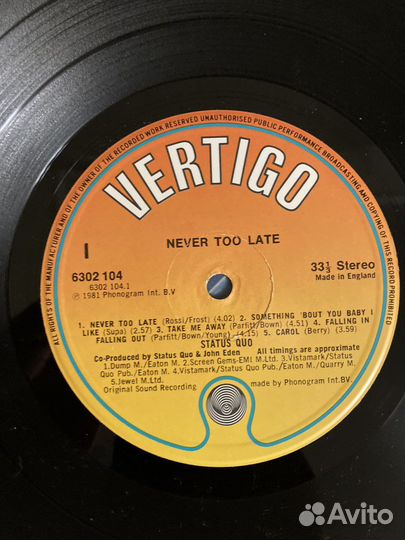 ALL RIGHTS OF THE MANUFACTURER AND OF THE OWNER OF THE RECORDED WORK RESERVED UNAUTHORISED PUBLIC PERFORMANCE BROADCASTING AND COPYING OF THIS RECORD PROHIBITED
VERTIGO
NEVER TOO LATE
I
6302 104
6302 104.1
℗ 1981 Phonogram Int. B.V
33⅓ Stereo
Made in England
1. NEVER TOO LATE (Rossi/Frost) (4.02) 2. SOMETHING 'BOUT YOU BABY I
LIKE (Supa) (2.57) 3. TAKE ME AWAY (Parfitt/Bown) (4.51) 4. FALLING IN
FALLING OUT (Parfitt/Bown/Young) (4.15) 5. CAROL (Berry) (3.59)
STATUS QUO
Co-Produced by Status Quo & John Eden All timings are approximate
1.Dump M./Eaton M. 2.Screen Gems-EMI M.Ltd. 3.Vistamark/Status
Quo Pub./Eaton M. 4.Vistamark/Status Quo Pub./Eaton M./Quarry M.
5.Jewel M.Ltd.
Original Sound Recording made by Phonogram Int.BV.
Avito